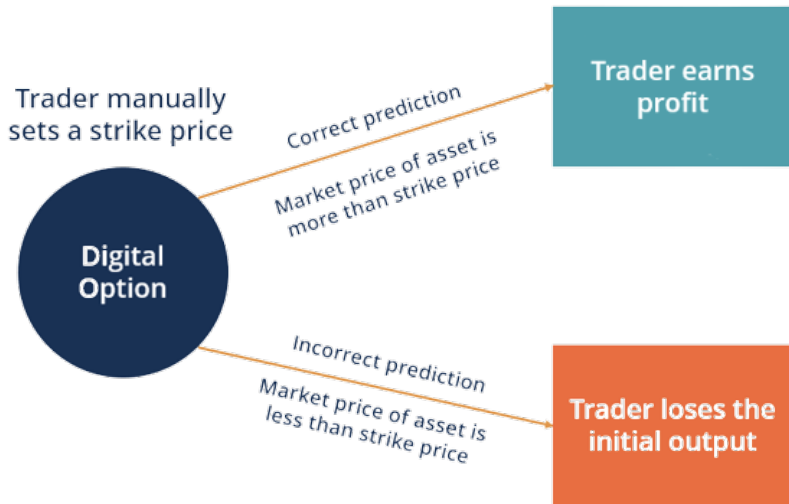 Trader manually
sets a strike price
Digital
Option
Correct prediction
Market price of asset is
more than strike price
Trader earns
profit
Incorrect prediction
Market price of asset is
less than strike price
Trader loses the
initial output